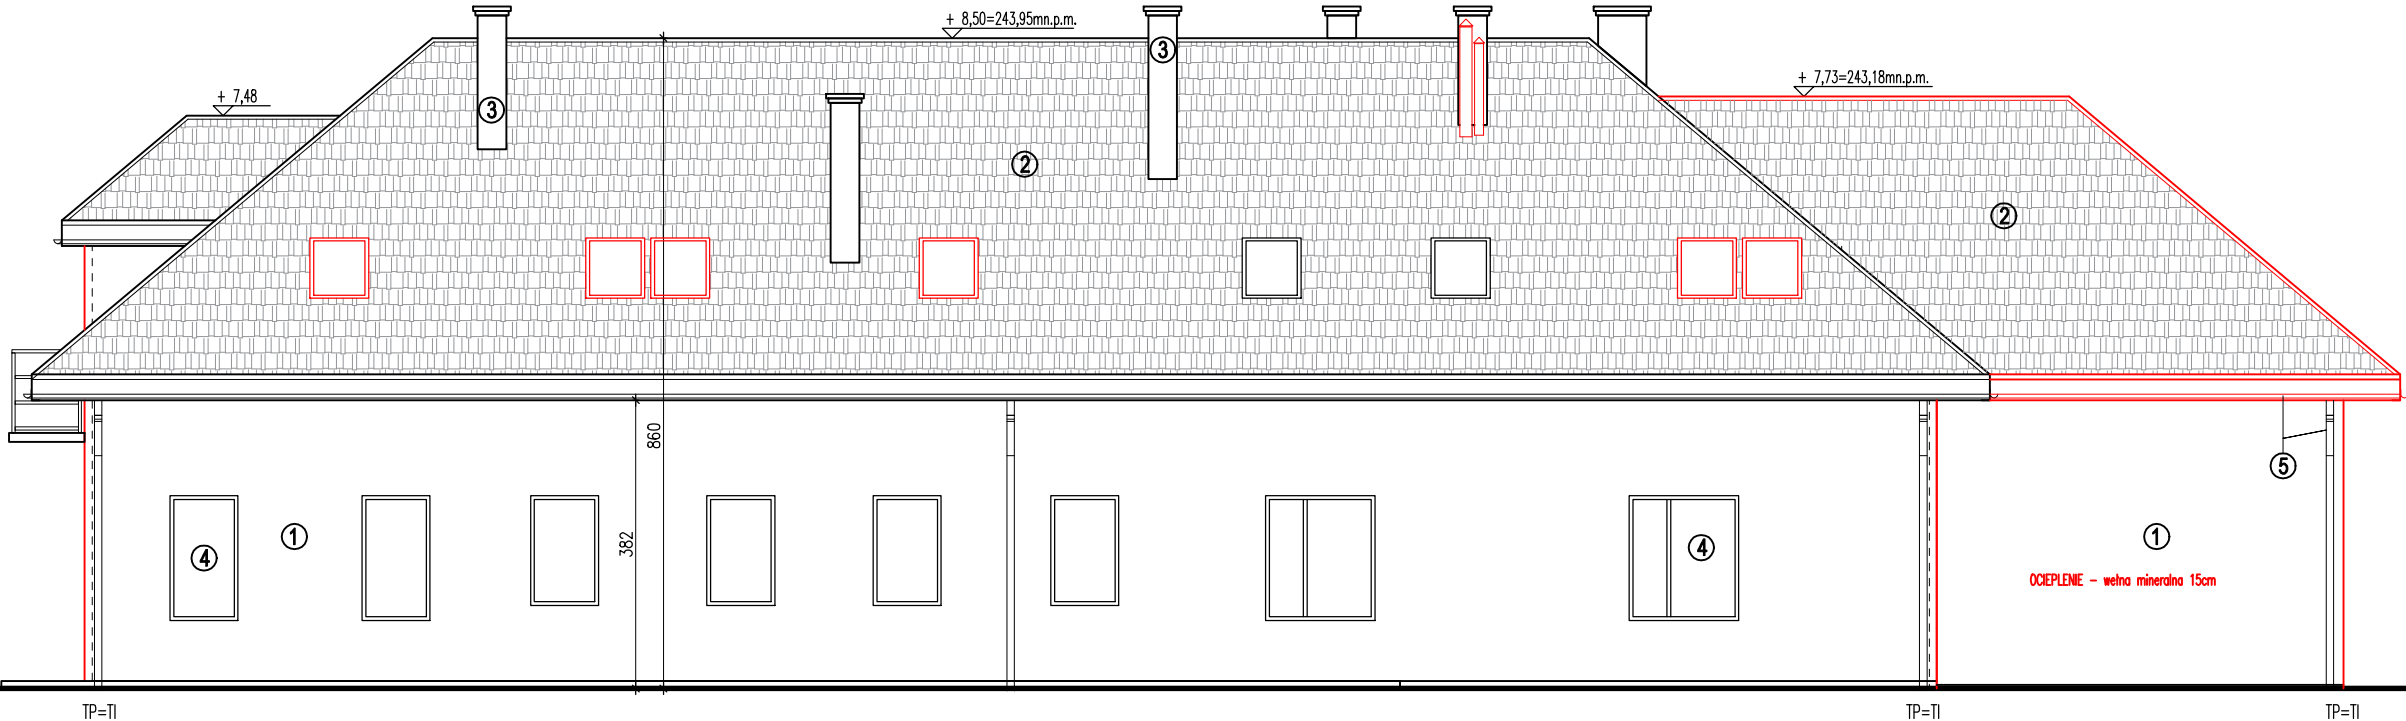 + 8,50=243,95mn.p.m.
+ 7,73=243,18mn.p.m.
+ 7,48
3
3
2
2
860
382
5
4
1
4
1
OCIEPLENIE – wełna mineralna 15cm
TP=TI
TP=TI
TP=TI